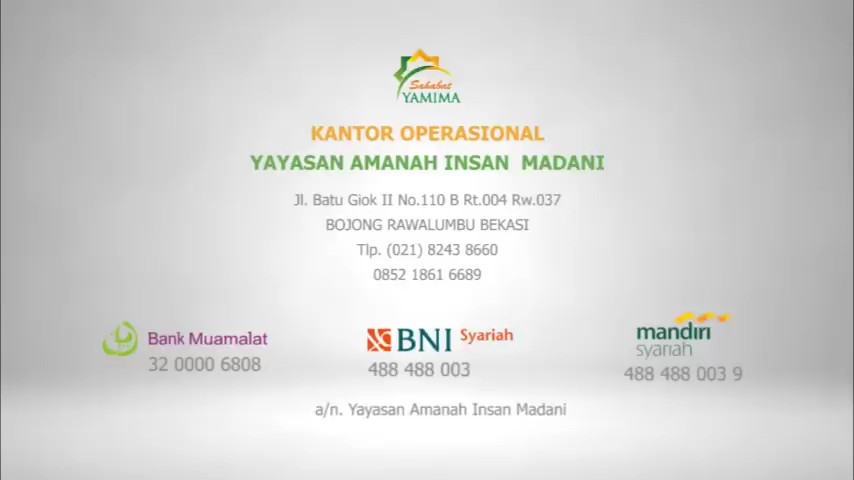 Sahabat
YAMIMA
KANTOR OPERASIONAL
YAYASAN AMANAH INSAN MADANI
Jl. Batu Giok II No.110 B Rt.004 Rw.037
BOJONG RAWALUMBU BEKASI
Tlp. (021) 8243 8660
0852 1861 6689
Bank Muamalat
32 0000 6808
BNI Syariah
488 488 003
mandiri
syariah
488 488 003 9
a/n. Yayasan Amanah Insan Madani